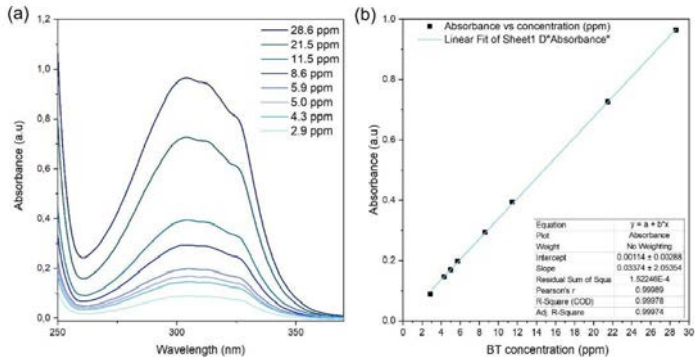 (a)
28.6 ppm
21.5 ppm
11.5 ppm
8.6 ppm
5.9 ppm
5.0 ppm
4.3 ppm
2.9 ppm
1,2
1,0
0,8
0,6
0,4
0,2
0,0
Absorbance (a.u)
250
300
350
Wavelength (nm)
(b)
Absorbance vs concentration (ppm)
Linear Fit of Sheet1 D"Absorbance"
1.0
0.8
0.6
0.4
0.2
0.0
Absorbance (a.u)
Equation y = a + b*x
Plot Absorbance
Weight No Weighting
Intercept 0.00114 ± 0.00288
Slope 0.03374 ± 2.05354
Residual Sum of Squa 1.52246E-4
Pearson's r 0.99989
R-Square (COD) 0.99978
Adj. R-Square 0.99974
0 2 4 6 8 10 12 14 16 18 20 22 24 26 28 30
BT concentration (ppm)